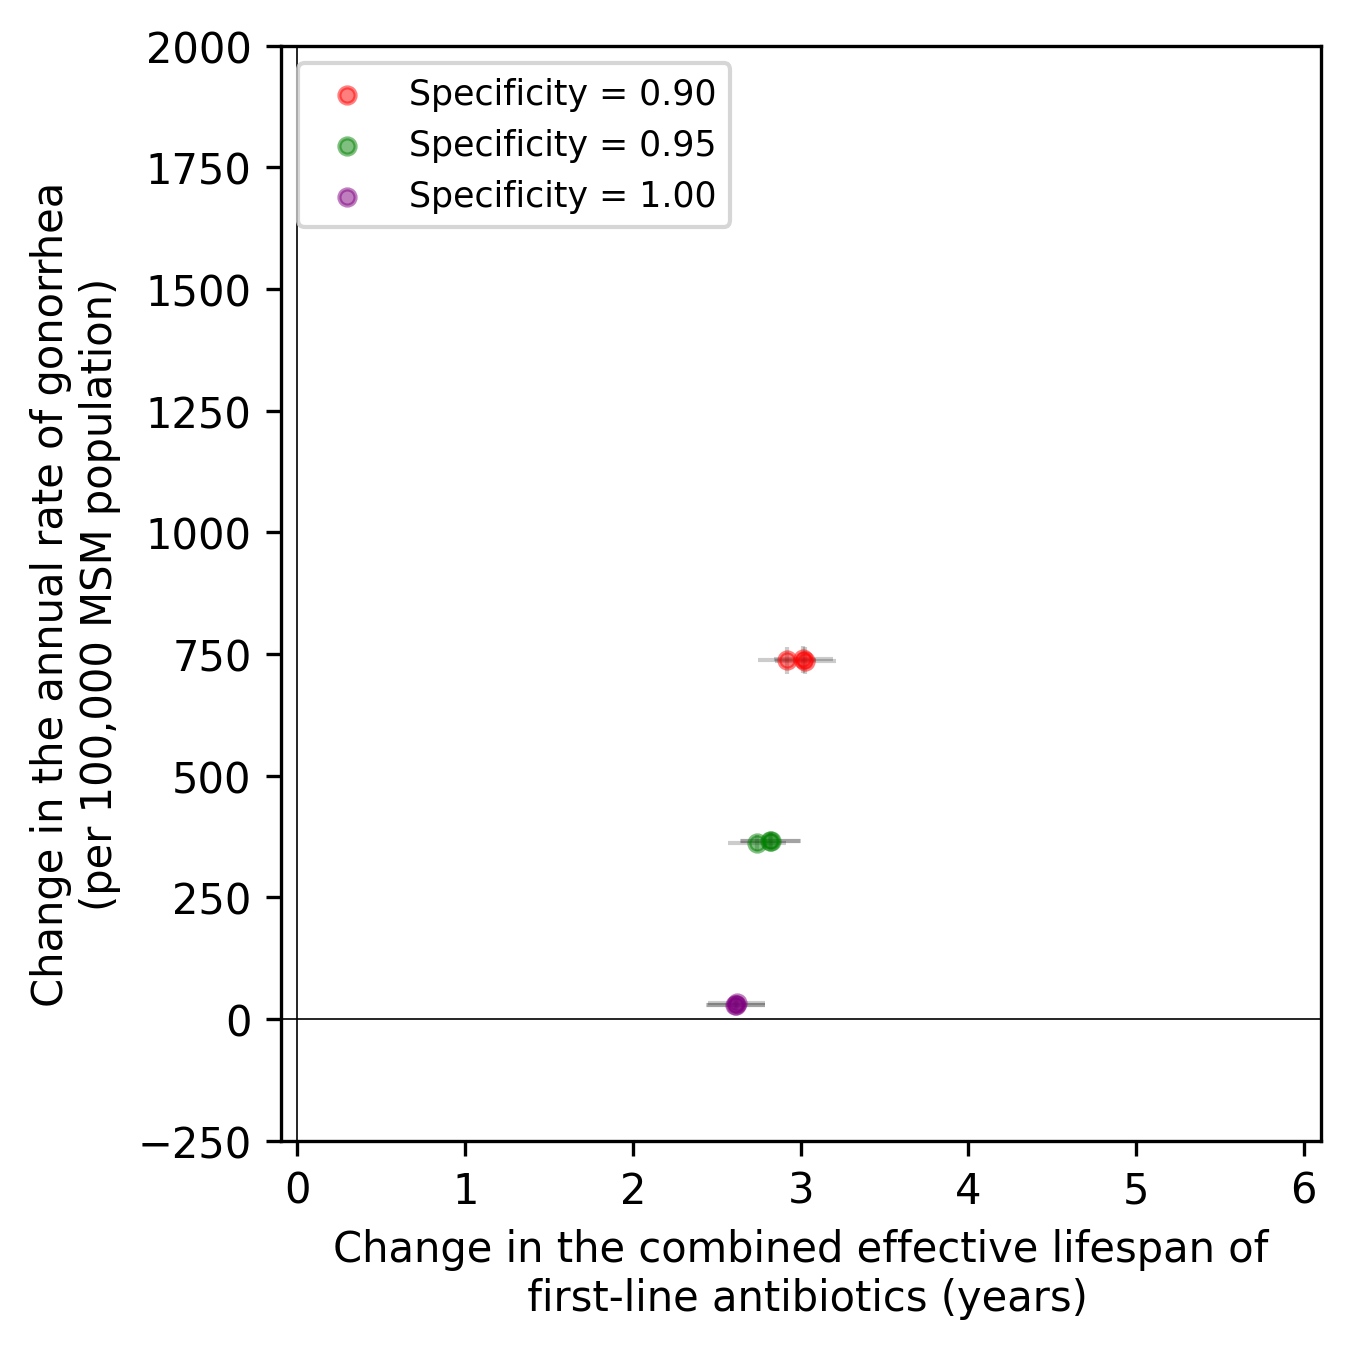 2000
1750
1500
1250
1000
750
500
250
0
−250
Change in the annual rate of gonorrhea
(per 100,000 MSM population)
Specificity = 0.90
Specificity = 0.95
Specificity = 1.00
0 1 2 3 4 5 6
Change in the combined effective lifespan of
first-line antibiotics (years)